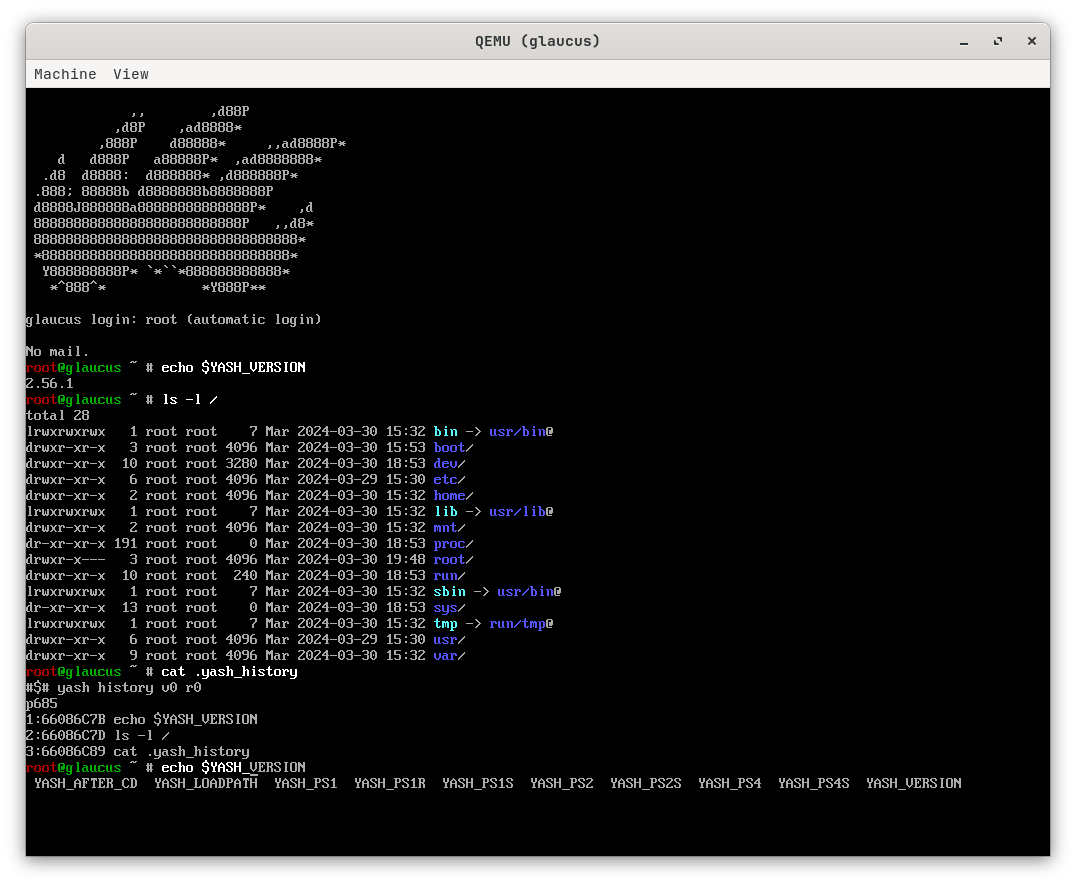 QEMU (glaucus)
Machine View
               ,,        ,d88P
           ,d8P    ,ad8888*
         ,888P    d88888*     ,,ad8888P*
    d   d888P   a88888P*  ,ad8888888*
  .d8  d8888:  d888888* ,d888888P*
 .888; 88888b d8888888b8888888P
 d8888J888888a88888888888888P*    ,d
 88888888888888888888888888P   ,,d8*
 888888888888888888888888888888888*
 *8888888888888888888888888888888*
  Y888888888P* `*``*888888888888*
   *^888^*            *Y888P**
glaucus login: root (automatic login)
No mail.
root@glaucus ~ # echo $YASH_VERSION
2.56.1
root@glaucus ~ # ls -l /
total 28
lrwxrwxrwx   1 root root    7 Mar 2024-03-30 15:32 bin -> usr/bin@
drwxr-xr-x   3 root root 4096 Mar 2024-03-30 15:53 boot/
drwxr-xr-x  10 root root 3280 Mar 2024-03-30 18:53 dev/
drwxr-xr-x   6 root root 4096 Mar 2024-03-29 15:30 etc/
drwxr-xr-x   2 root root 4096 Mar 2024-03-30 15:32 home/
lrwxrwxrwx   1 root root    7 Mar 2024-03-30 15:32 lib -> usr/lib@
drwxr-xr-x   2 root root 4096 Mar 2024-03-30 15:32 mnt/
dr-xr-xr-x 191 root root    0 Mar 2024-03-30 18:53 proc/
drwxr-x---   3 root root 4096 Mar 2024-03-30 19:48 root/
drwxr-xr-x  10 root root  240 Mar 2024-03-30 18:53 run/
lrwxrwxrwx   1 root root    7 Mar 2024-03-30 15:32 sbin -> usr/bin@
dr-xr-xr-x  13 root root    0 Mar 2024-03-30 18:53 sys/
lrwxrwxrwx   1 root root    7 Mar 2024-03-30 15:32 tmp -> run/tmp@
drwxr-xr-x   6 root root 4096 Mar 2024-03-29 15:30 usr/
drwxr-xr-x   9 root root 4096 Mar 2024-03-30 15:32 var/
root@glaucus ~ # cat .yash_history
#$# yash history v0 r0
p685
1:66086C7B echo $YASH_VERSION
2:66086C7D ls -l /
3:66086C89 cat .yash_history
root@glaucus ~ # echo $YASH_VERSION
 YASH_AFTER_CD  YASH_LOADPATH  YASH_PS1  YASH_PS1R  YASH_PS1S  YASH_PS2  YASH_PS2S  YASH_PS4  YASH_PS4S  YASH_VERSION